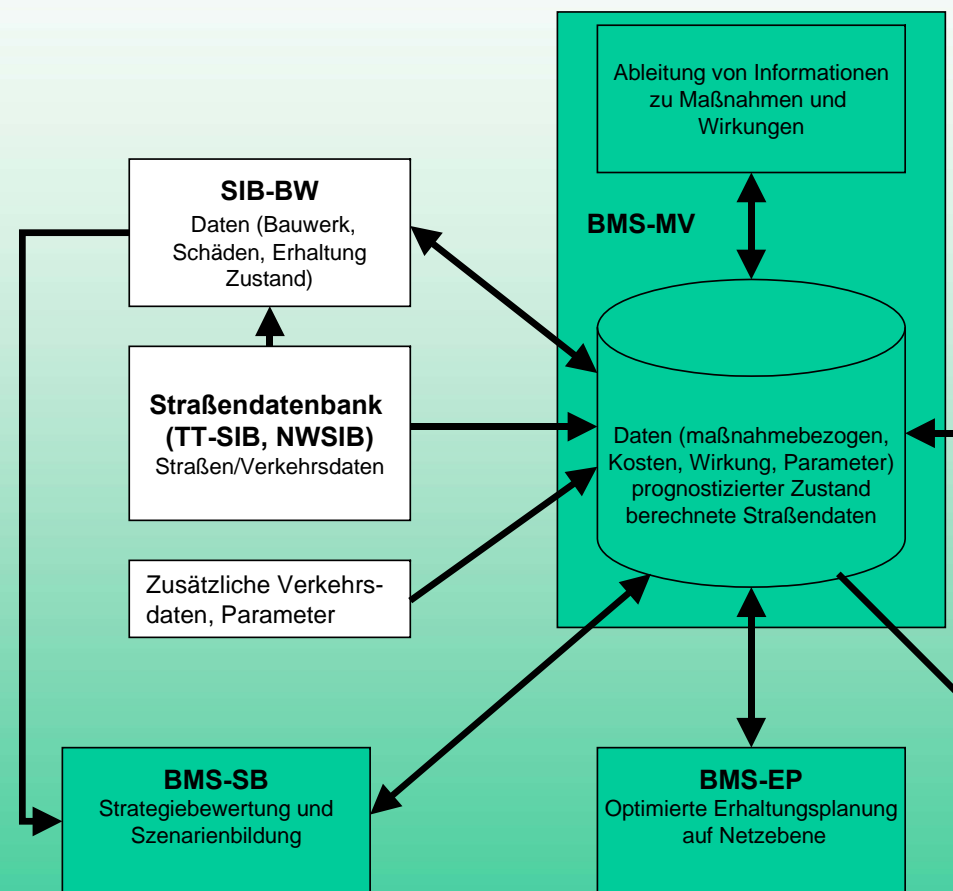 Ableitung von Informationen
zu Maßnahmen und
Wirkungen
SIB-BW
Daten (Bauwerk,
Schäden, Erhaltung
Zustand)
BMS-MV
Straßendatenbank
(TT-SIB, NWSIB)
Straßen/Verkehrsdaten
Daten (maßnahmebezogen,
Kosten, Wirkung, Parameter)
prognostizierter Zustand
berechnete Straßendaten
Zusätzliche Verkehrs-
daten, Parameter
BMS-SB
Strategiebewertung und
Szenarienbildung
BMS-EP
Optimierte Erhaltungsplanung
auf Netzebene